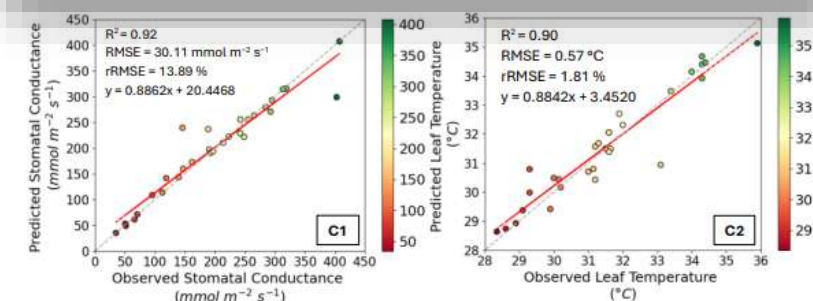 450
400
350
300
250
200
150
100
50
0
Predicted Stomatal Conductance
(mmol m⁻² s⁻¹)
R² = 0.92
RMSE = 30.11 mmol m⁻² s⁻¹
rRMSE = 13.89 %
y = 0.8862x + 20.4468
C1
0 50 100 150 200 250 300 350 400 450
Observed Stomatal Conductance
(mmol m⁻² s⁻¹)
400
350
300
250
200
150
100
50
Predicted Leaf Temperature
(°C)
36
35
34
33
32
31
30
29
28
R² = 0.90
RMSE = 0.57 °C
rRMSE = 1.81 %
y = 0.8842x + 3.4520
C2
28 30 32 34 36
Observed Leaf Temperature
(°C)
35
34
33
32
31
30
29